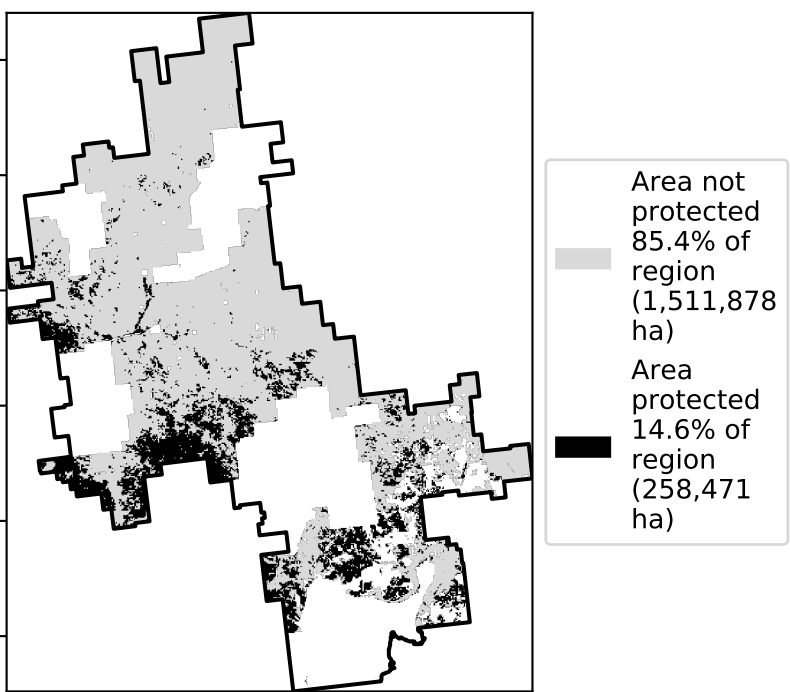 Area not
protected
85.4% of
region
(1,511,878
ha)
Area
protected
14.6% of
region
(258,471
ha)